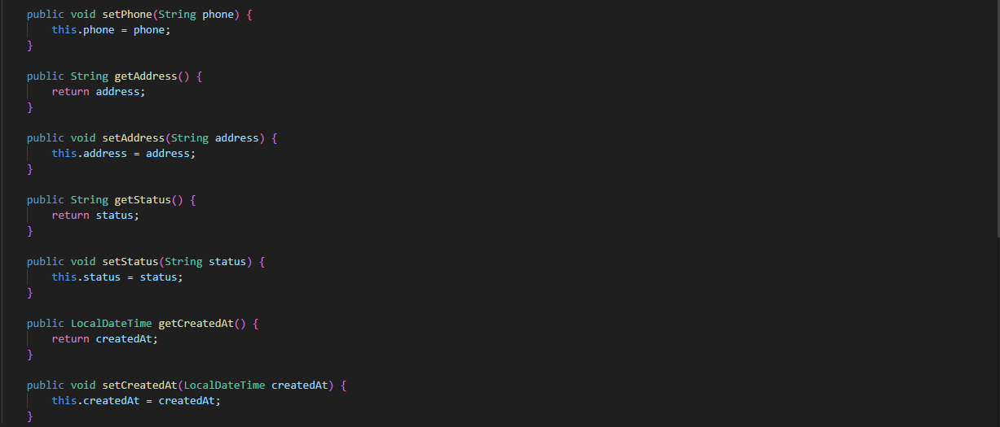 public void setPhone(String phone) {
    this.phone = phone;
}
public String getAddress() {
    return address;
}
public void setAddress(String address) {
    this.address = address;
}
public String getStatus() {
    return status;
}
public void setStatus(String status) {
    this.status = status;
}
public LocalDateTime getCreatedAt() {
    return createdAt;
}
public void setCreatedAt(LocalDateTime createdAt) {
    this.createdAt = createdAt;
}